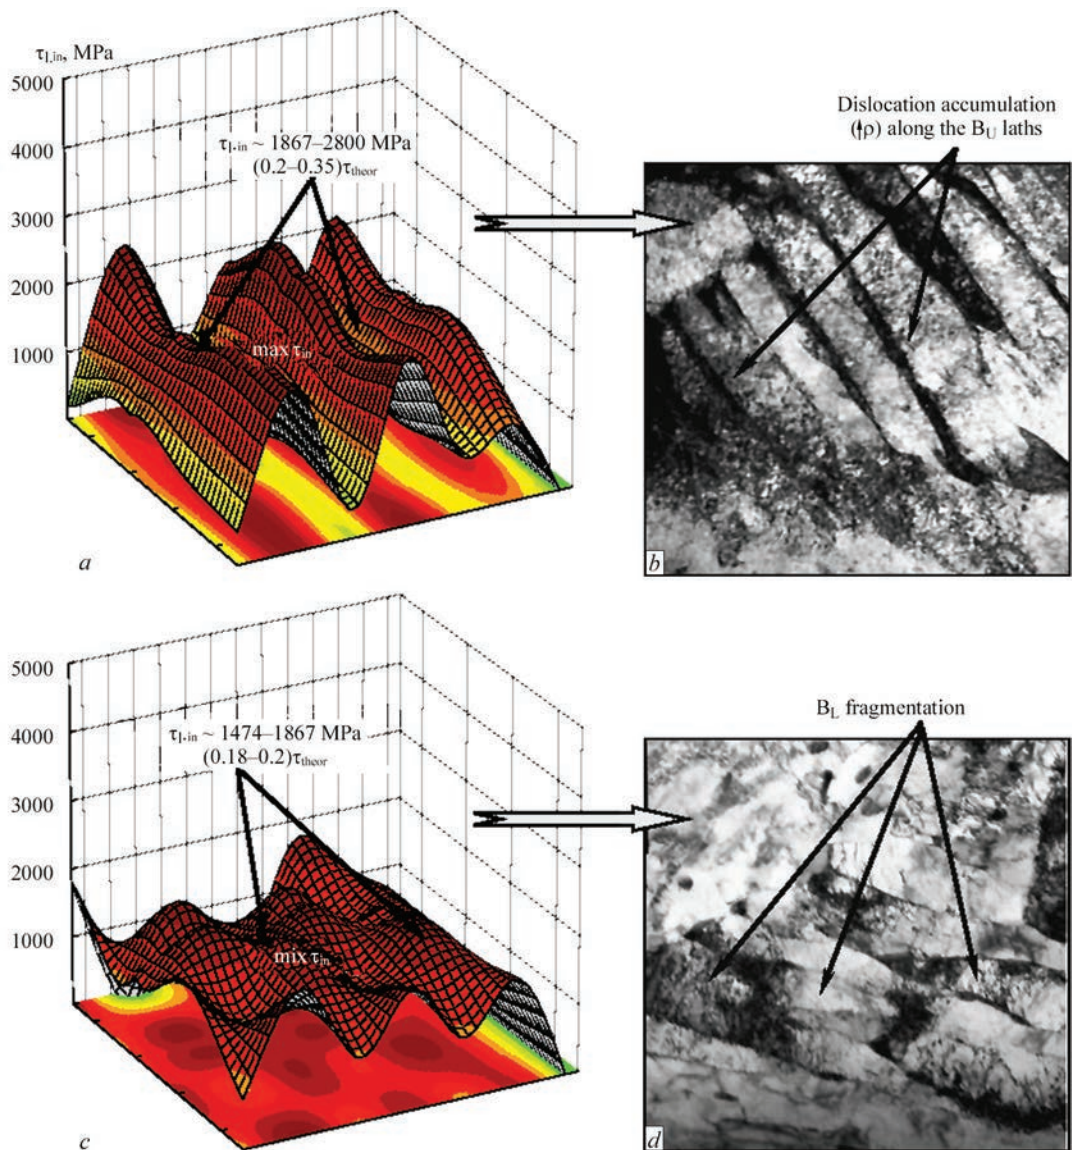 τl.in, MPa
5000
4000
3000
2000
1000
τl.in ~ 1867–2800 MPa
(0.2–0.35)τtheor
max τin
a
Dislocation accumulation
(↑ρ) along the BU laths
b
5000
4000
3000
2000
1000
τl.in ~ 1474–1867 MPa
(0.18–0.2)τtheor
mix τin
c
BL fragmentation
d